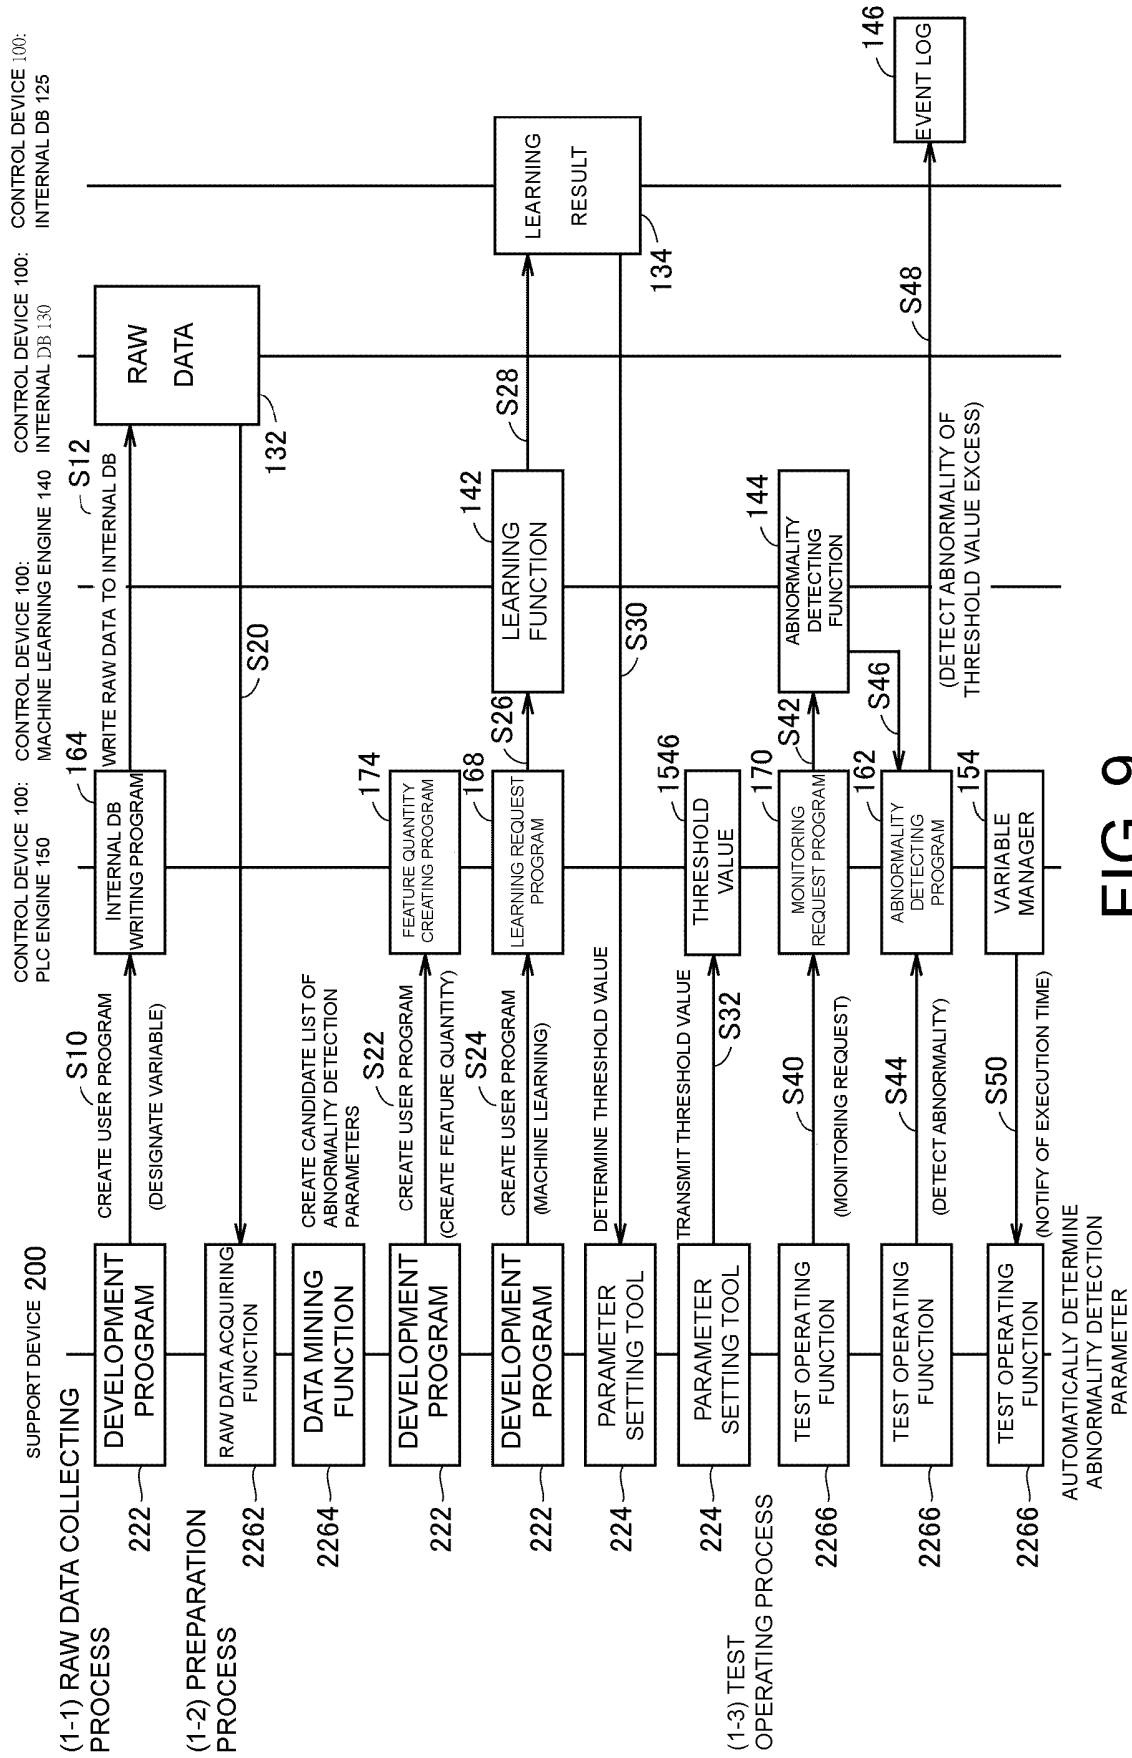 SUPPORT DEVICE 200
CONTROL DEVICE 100:
PLC ENGINE 150
CONTROL DEVICE 100:
MACHINE LEARNING ENGINE 140
CONTROL DEVICE 100:
INTERNAL DB 130
CONTROL DEVICE 100:
INTERNAL DB 125
(1-1) RAW DATA COLLECTING
PROCESS
222
DEVELOPMENT
PROGRAM
S10
CREATE USER PROGRAM
(DESIGNATE VARIABLE)
164
INTERNAL DB
WRITING PROGRAM
S12
WRITE RAW DATA TO INTERNAL DB
RAW
DATA
132
(1-2) PREPARATION
PROCESS
2262
RAW DATA ACQUIRING
FUNCTION
S20
2264
DATA MINING
FUNCTION
CREATE CANDIDATE LIST OF
ABNORMALITY DETECTION
PARAMETERS
222
DEVELOPMENT
PROGRAM
S22
CREATE USER PROGRAM
(CREATE FEATURE QUANTITY)
174
FEATURE QUANTITY
CREATING PROGRAM
222
DEVELOPMENT
PROGRAM
S24
CREATE USER PROGRAM
(MACHINE LEARNING)
168
LEARNING REQUEST
PROGRAM
S26
142
LEARNING
FUNCTION
S28
LEARNING
RESULT
134
224
PARAMETER
SETTING TOOL
DETERMINE THRESHOLD VALUE
S30
224
PARAMETER
SETTING TOOL
TRANSMIT THRESHOLD VALUE
S32
1546
THRESHOLD
VALUE
(1-3) TEST
OPERATING PROCESS
2266
TEST OPERATING
FUNCTION
S40
(MONITORING REQUEST)
170
MONITORING
REQUEST PROGRAM
S42
144
ABNORMALITY
DETECTING
FUNCTION
2266
TEST OPERATING
FUNCTION
S44
(DETECT ABNORMALITY)
162
ABNORMALITY
DETECTING
PROGRAM
S46
S48
(DETECT ABNORMALITY OF
THRESHOLD VALUE EXCESS)
146
EVENT LOG
2266
TEST OPERATING
FUNCTION
S50
(NOTIFY OF EXECUTION TIME)
154
VARIABLE
MANAGER
AUTOMATICALLY DETERMINE
ABNORMALITY DETECTION
PARAMETER
FIG. 9